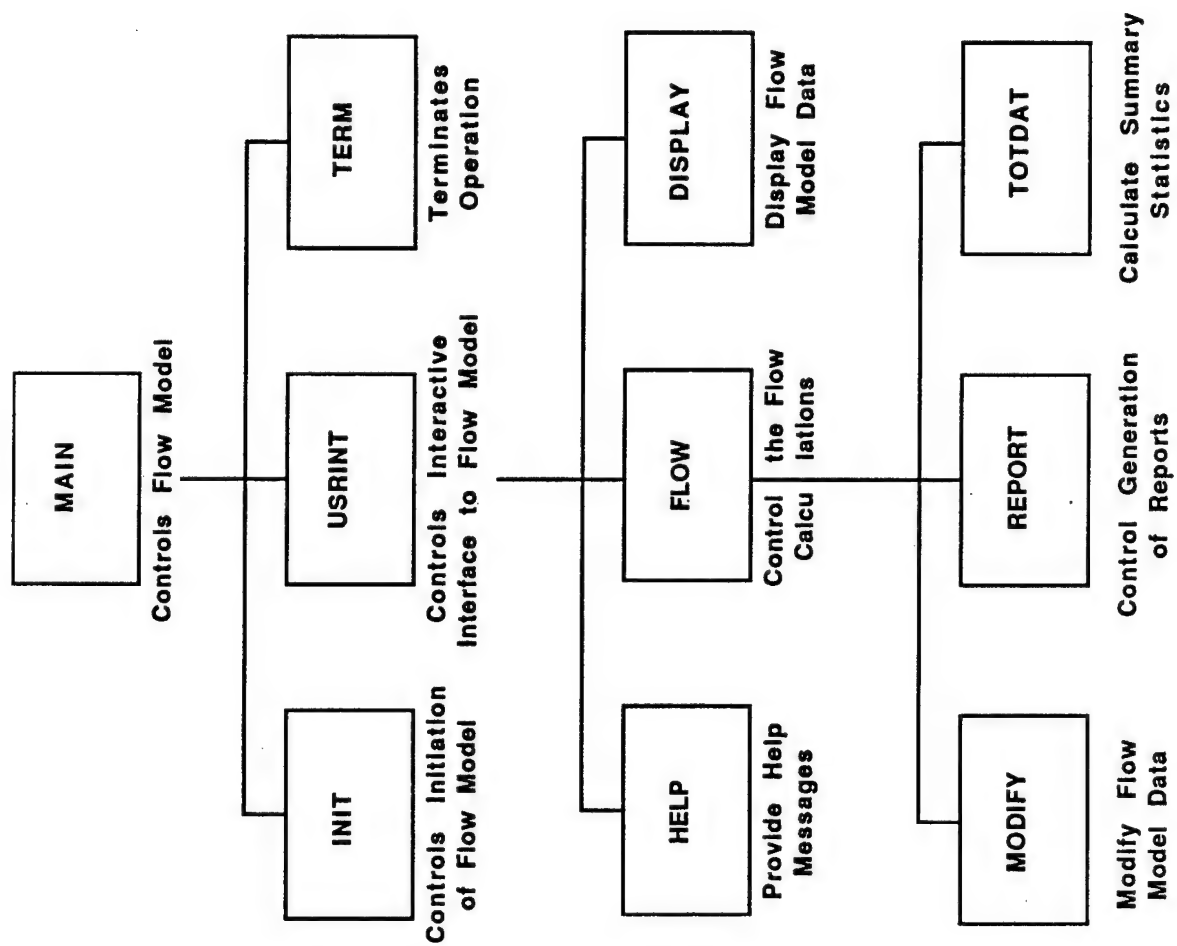 MAIN
Controls Flow Model
INIT
Controls Initiation
of Flow Model
USRINT
Controls Interactive
Interface to Flow Model
TERM
Terminates
Operation
HELP
Provide Help
Messages
FLOW
Control the Flow
Calcu lations
DISPLAY
Display Flow
Model Data
MODIFY
Modify Flow
Model Data
REPORT
Control Generation
of Reports
TOTDAT
Calculate Summary
Statistics